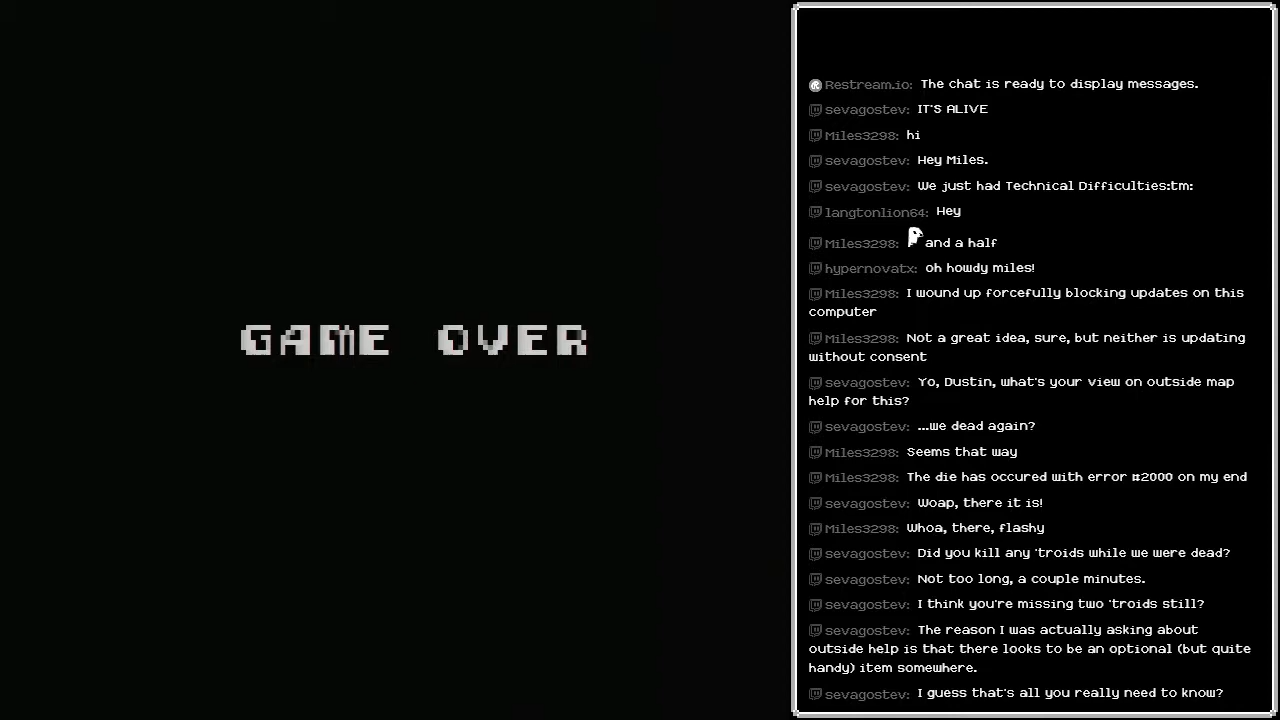 GAME OVER
Restream.io: The chat is ready to display messages.
sevagostev: IT'S ALIVE
Miles3298: hi
sevagostev: Hey Miles.
sevagostev: We just had Technical Difficulties:tm:
langtonlion64: Hey
Miles3298: and a half
hypernovatx: oh howdy miles!
Miles3298: I wound up forcefully blocking updates on this
computer
Miles3298: Not a great idea, sure, but neither is updating
without consent
sevagostev: Yo, Dustin, what's your view on outside map
help for this?
sevagostev: ...we dead again?
Miles3298: Seems that way
Miles3298: The die has occured with error #2000 on my end
sevagostev: Woap, there it is!
Miles3298: Whoa, there, flashy
sevagostev: Did you kill any 'troids while we were dead?
sevagostev: Not too long, a couple minutes.
sevagostev: I think you're missing two 'troids still?
sevagostev: The reason I was actually asking about
outside help is that there looks to be an optional (but quite
handy) item somewhere.
sevagostev: I guess that's all you really need to know?